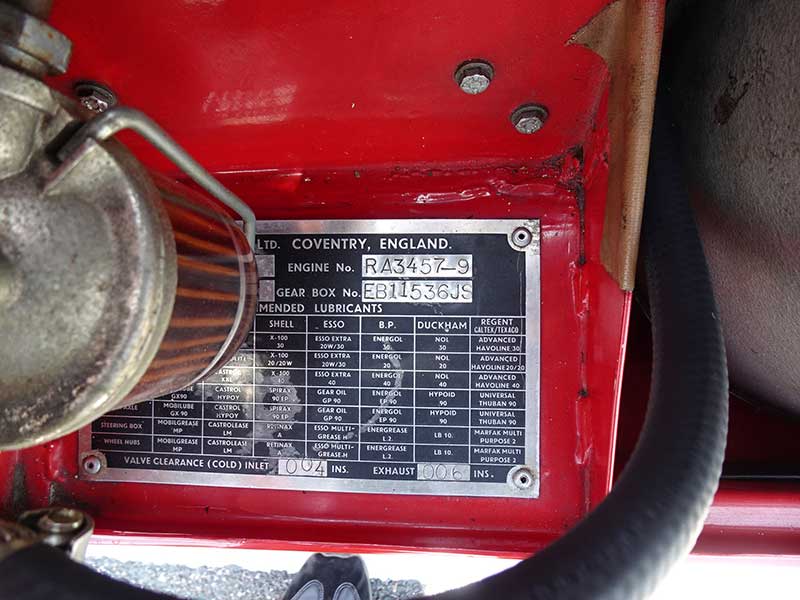 LTD. COVENTRY, ENGLAND.
ENGINE No. RA3457-9
GEAR BOX No. EB11536JS
MENDED LUBRICANTS
SHELL ESSO B.P. DUCKHAM REGENT CALTEX/TEXACO
X-100 30 ESSO EXTRA 20W/30 ENERGOL 30 NOL 30 ADVANCED HAVOLINE 30
X-100 20/20W ESSO EXTRA 20W/30 ENERGOL 20 NOL 20 ADVANCED HAVOLINE 20/20
CASTROL XXL X-100 40 ESSO EXTRA 40 ENERGOL 40 NOL 40 ADVANCED HAVOLINE 40
MOBILUBE GX90 CASTROL HYPOY SPIRAX 90 EP GEAR OIL GP 90 ENERGOL EP 90 HYPOID 90 UNIVERSAL THUBAN 90
MOBILUBE GX 90 CASTROL HYPOY SPIRAX 90 EP GEAR OIL GP 90 ENERGOL EP 90 HYPOID 90 UNIVERSAL THUBAN 90
STEERING BOX MOBILGREASE MP CASTROLEASE LM RETINAX A ESSO MULTI-GREASE H ENERGREASE L.2. LB 10. MARFAK MULTI PURPOSE 2
WHEEL HUBS MOBILGREASE MP CASTROLEASE LM RETINAX A ESSO MULTI-GREASE.H ENERGREASE L.2. LB 10. MARFAK MULTI PURPOSE 2
VALVE CLEARANCE (COLD) INLET 004 INS. EXHAUST 006 INS.